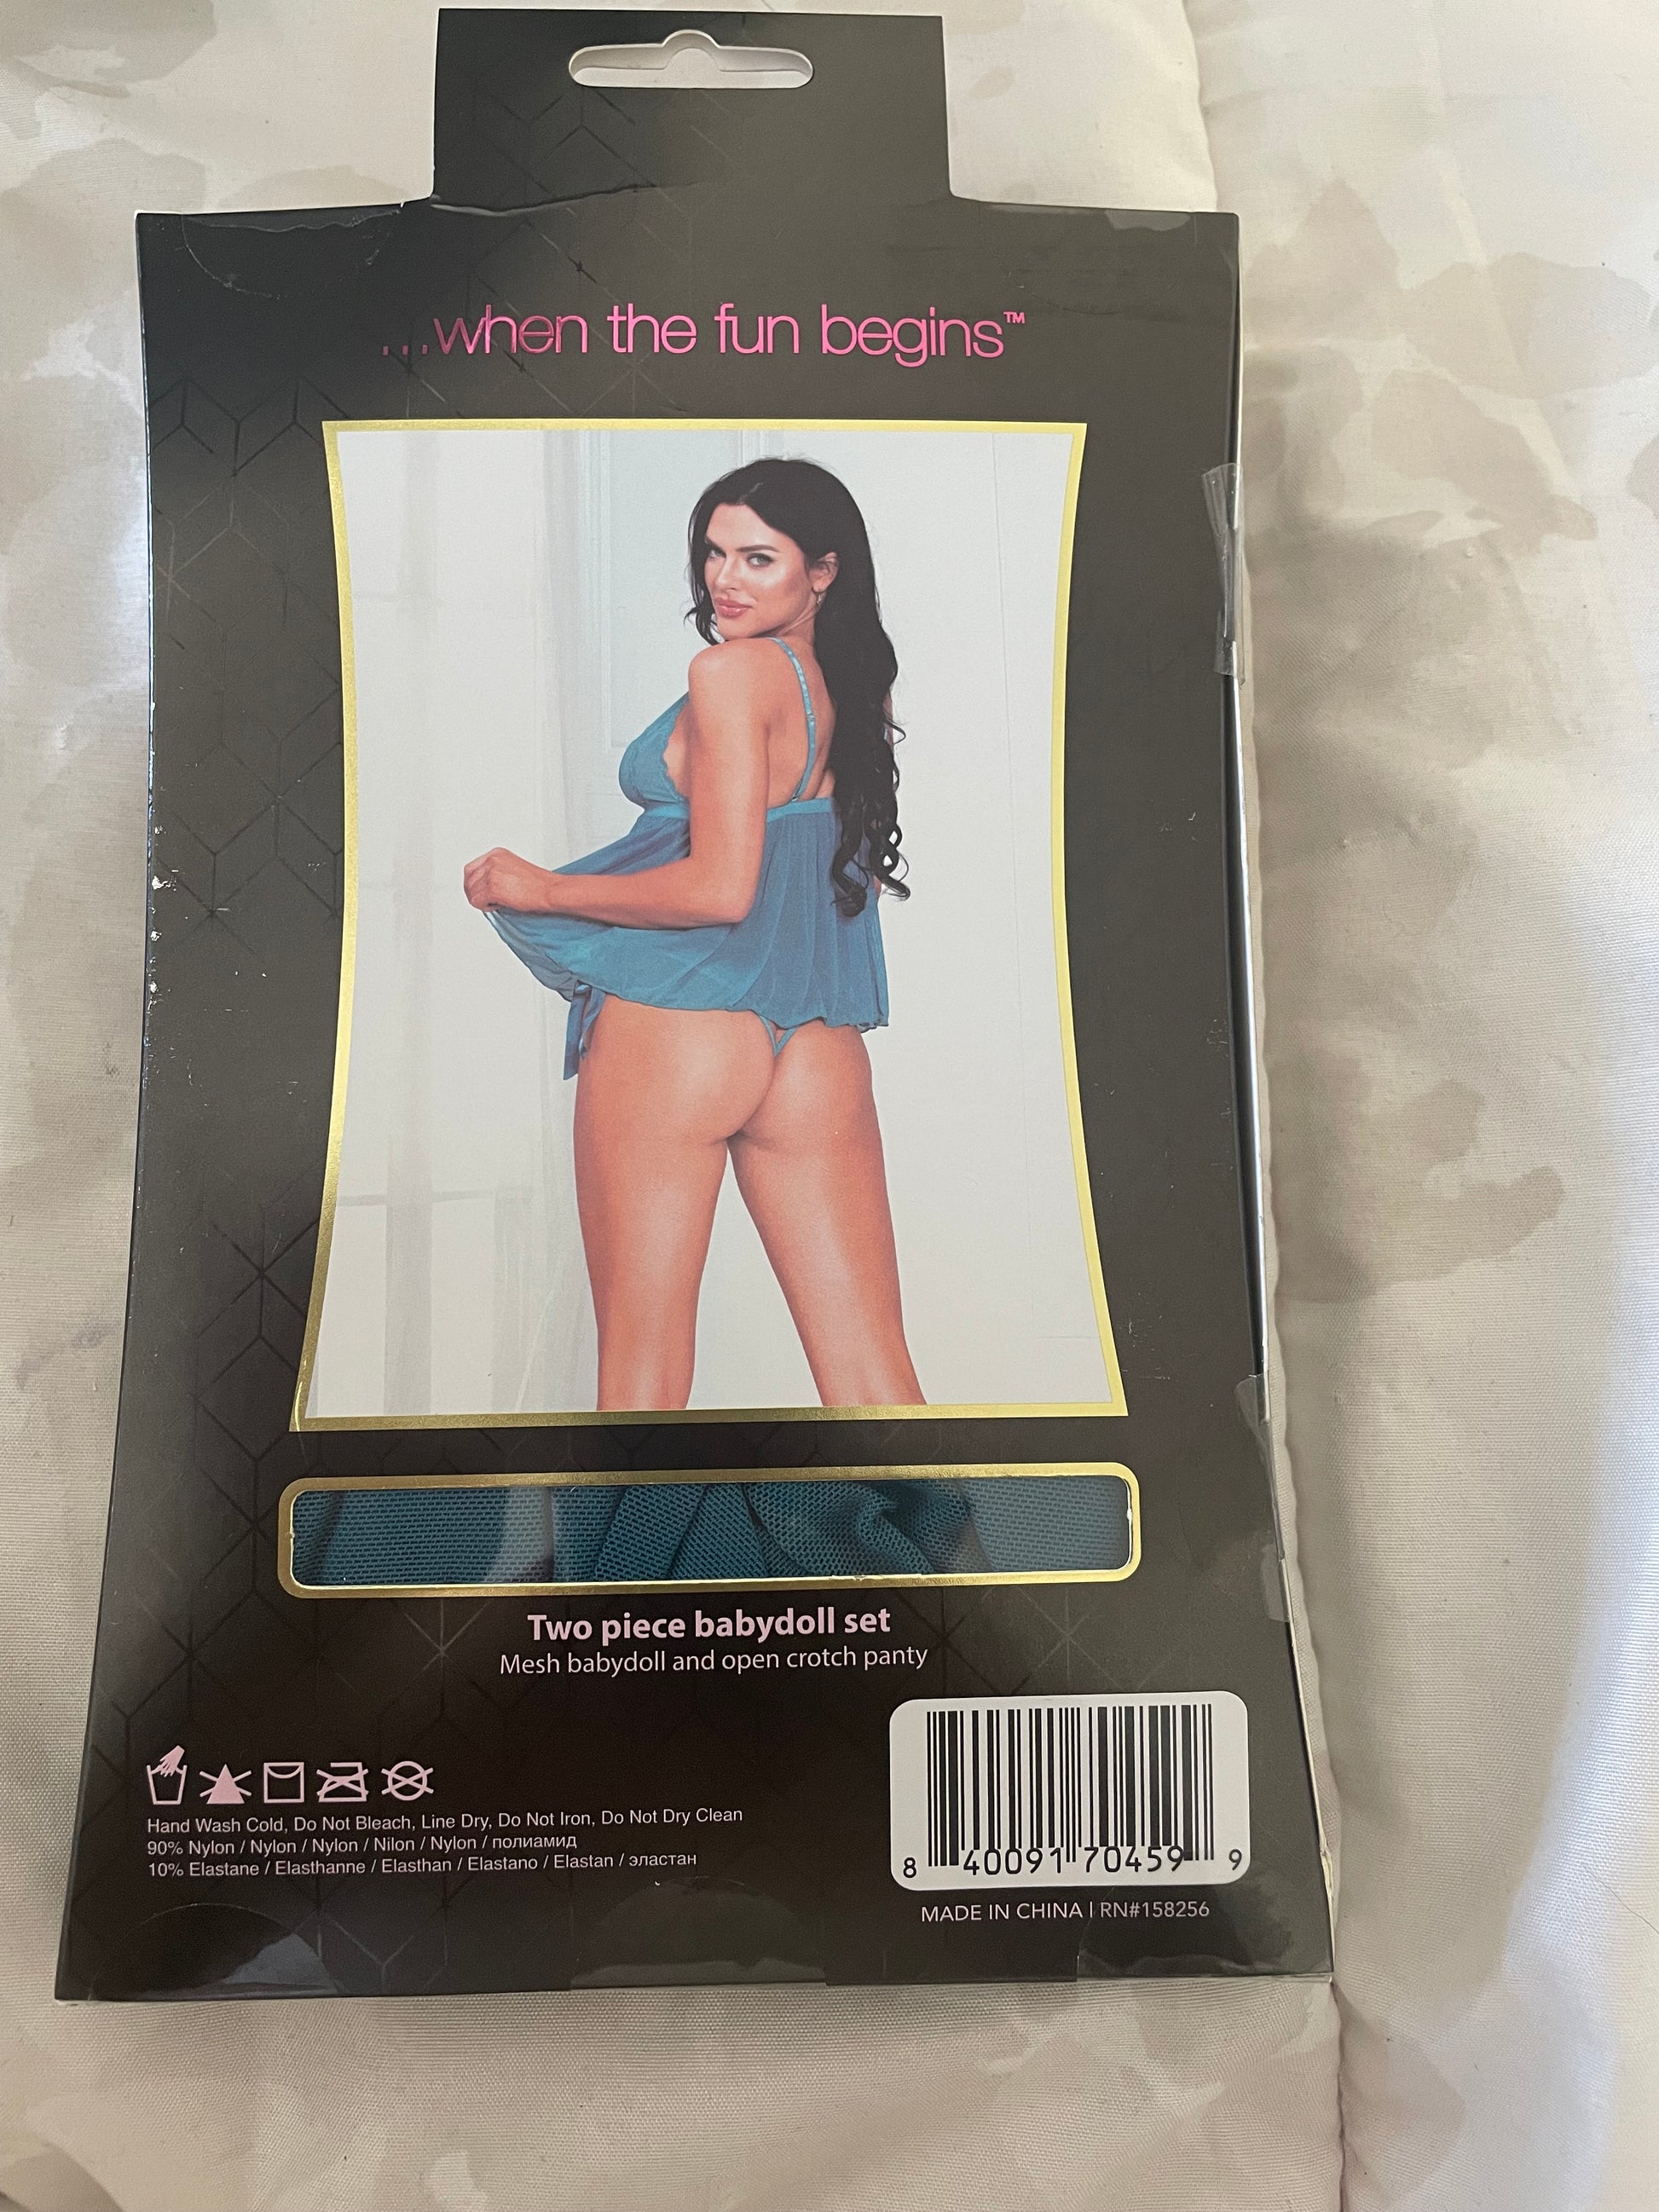 ...when the fun begins™
Two piece babydoll set
Mesh babydoll and open crotch panty
Hand Wash Cold, Do Not Bleach, Line Dry, Do Not Iron, Do Not Dry Clean
90% Nylon / Nylon / Nylon / Nilon / Nylon / полиамид
10% Elastane / Elasthanne / Elasthan / Elastano / Elastan / эластан
8 40091 70459 9
MADE IN CHINA | RN#158256